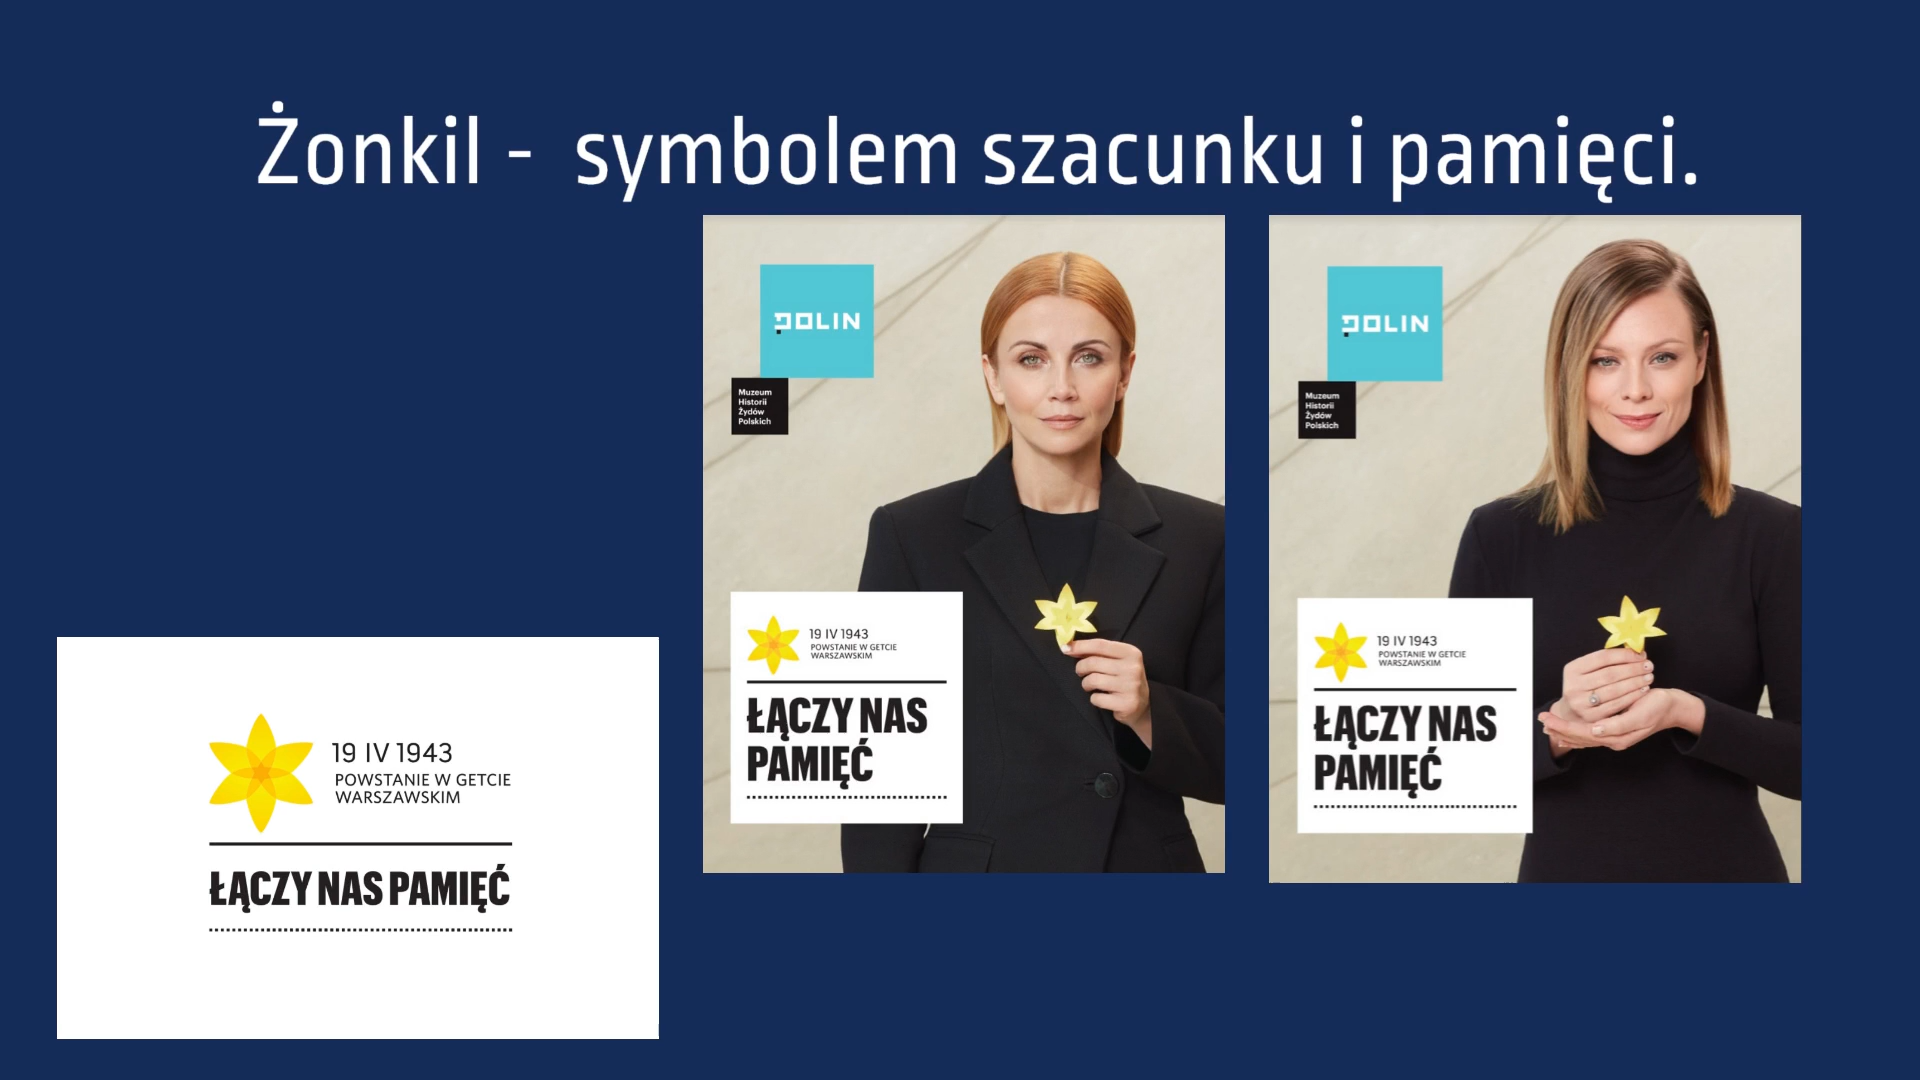 Żonkil - symbolem szacunku i pamięci.
POLIN
Muzeum
Historii
Żydów
Polskich
19 IV 1943
POWSTANIE W GETCIE
WARSZAWSKIM
ŁĄCZY NAS
PAMIĘĆ
POLIN
Muzeum
Historii
Żydów
Polskich
19 IV 1943
POWSTANIE W GETCIE
WARSZAWSKIM
ŁĄCZY NAS
PAMIĘĆ
19 IV 1943
POWSTANIE W GETCIE
WARSZAWSKIM
ŁĄCZY NAS PAMIĘĆ